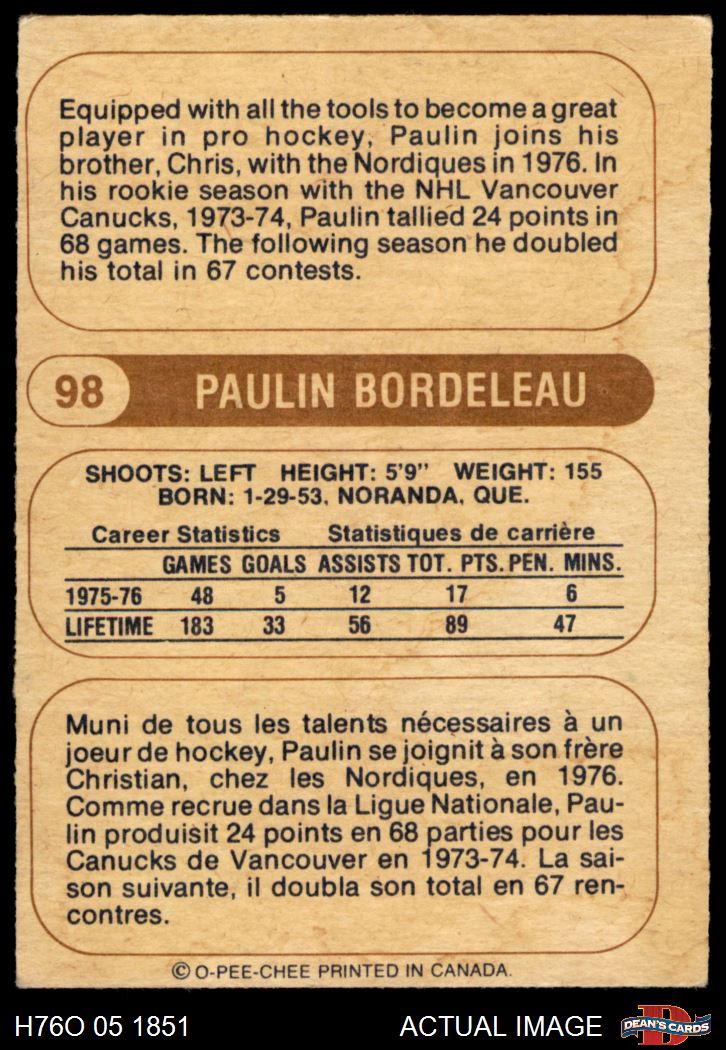 Equipped with all the tools to become a great
player in pro hockey, Paulin joins his
brother, Chris, with the Nordiques in 1976. In
his rookie season with the NHL Vancouver
Canucks, 1973-74, Paulin tallied 24 points in
68 games. The following season he doubled
his total in 67 contests.
98 PAULIN BORDELEAU
SHOOTS: LEFT HEIGHT: 5'9" WEIGHT: 155
BORN: 1-29-53, NORANDA, QUE.
Career Statistics Statistiques de carrière
GAMES GOALS ASSISTS TOT. PTS. PEN. MINS.
1975-76 48 5 12 17 6
LIFETIME 183 33 56 89 47
Muni de tous les talents nécessaires à un
joeur de hockey, Paulin se joignit à son frère
Christian, chez les Nordiques, en 1976.
Comme recrue dans la Ligue Nationale, Pau-
lin produisit 24 points en 68 parties pour les
Canucks de Vancouver en 1973-74. La sai-
son suivante, il doubla son total en 67 ren-
contres.
© O-PEE-CHEE PRINTED IN CANADA.
H76O 05 1851 ACTUAL IMAGE D DEAN'S CARDS